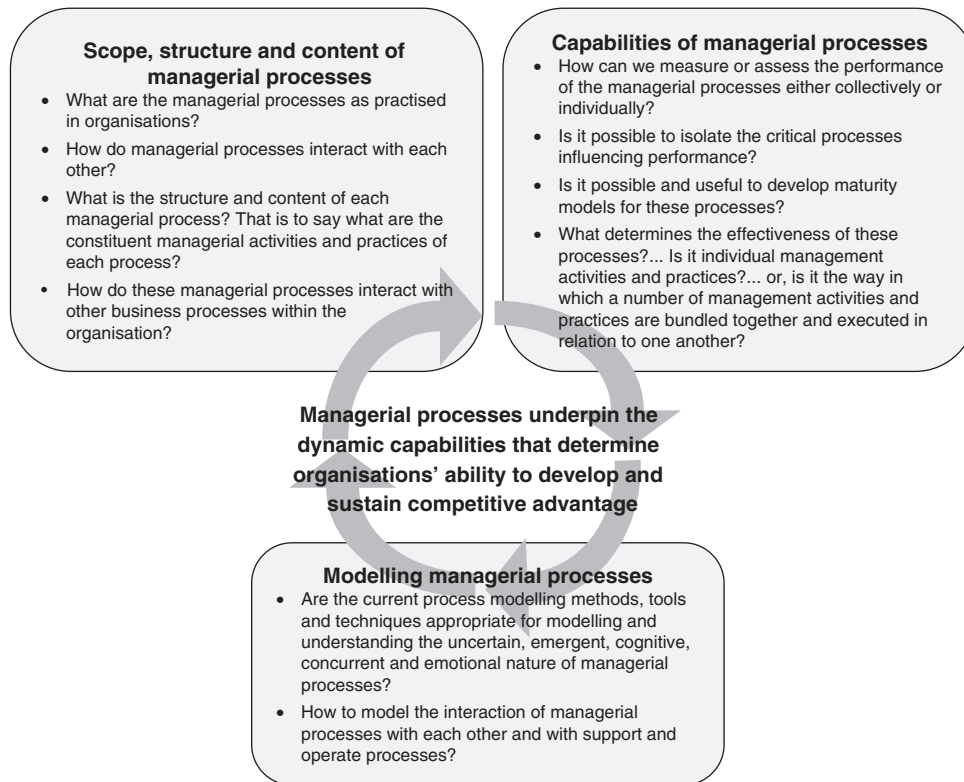 Scope, structure and content of
managerial processes
• What are the managerial processes as practised
in organisations?
• How do managerial processes interact with each
other?
• What is the structure and content of each
managerial process? That is to say what are the
constituent managerial activities and practices of
each process?
• How do these managerial processes interact with
other business processes within the
organisation?
Capabilities of managerial processes
• How can we measure or assess the performance
of the managerial processes either collectively or
individually?
• Is it possible to isolate the critical processes
influencing performance?
• Is it possible and useful to develop maturity
models for these processes?
• What determines the effectiveness of these
processes?... Is it individual management
activities and practices?... or, is it the way in
which a number of management activities and
practices are bundled together and executed in
relation to one another?
Managerial processes underpin the
dynamic capabilities that determine
organisations' ability to develop and
sustain competitive advantage
Modelling managerial processes
• Are the current process modelling methods, tools
and techniques appropriate for modelling and
understanding the uncertain, emergent, cognitive,
concurrent and emotional nature of managerial
processes?
• How to model the interaction of managerial
processes with each other and with support and
operate processes?